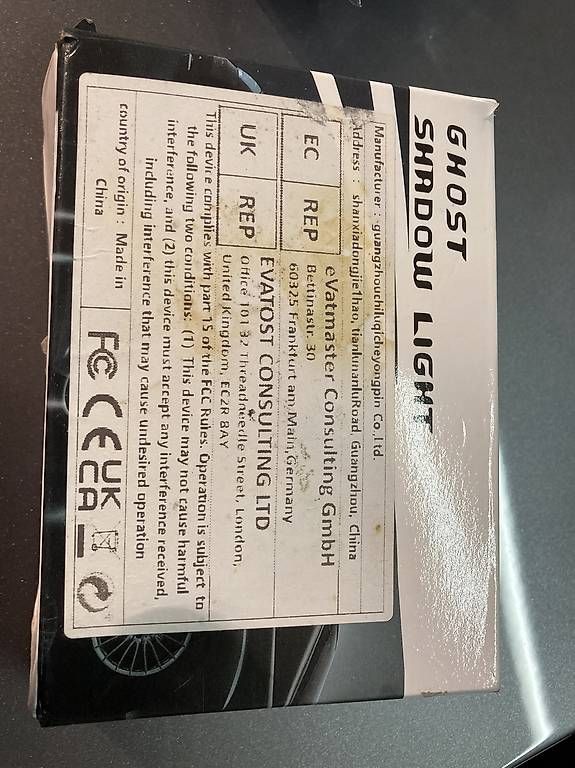 GHOST
SHADOW LIGHT
Manufacturer : guangzhouchiluqicheyongpin Co.,Ltd.
Address : shanxiadongjie1hao, tianlunanluRoad, Guangzhou, China
EC REP
eVatmaster Consulting GmbH
Bettinastr. 30
60325 Frankfurt am Main,Germany
UK REP
EVATOST CONSULTING LTD
Office 101 32 Threadneedle Street, London,
United Kingdom, EC2R 8AY
This device complies with part 15 of the FCC Rules. Operation is subject to
the following two conditions: (1) This device may not cause harmful
interference, and (2) this device must accept any interference received,
including interference that may cause undesired operation
country of origin : Made in
China
FC CE UK
CA